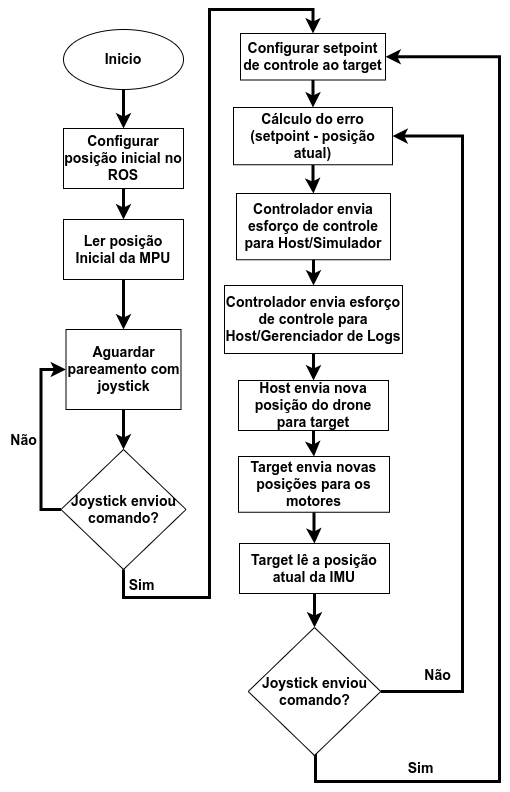 Inicio
Configurar
posição inicial no
ROS
Ler posição
Inicial da MPU
Aguardar
pareamento com
joystick
Não
Joystick enviou
comando?
Sim
Configurar setpoint
de controle ao target
Cálculo do erro
(setpoint - posição
atual)
Controlador envia
esforço de controle
para Host/Simulador
Controlador envia esforço
de controle para
Host/Gerenciador de Logs
Host envia nova
posição do drone
para target
Target envia novas
posições para os
motores
Target lê a posição
atual da IMU
Joystick enviou
comando?
Não
Sim